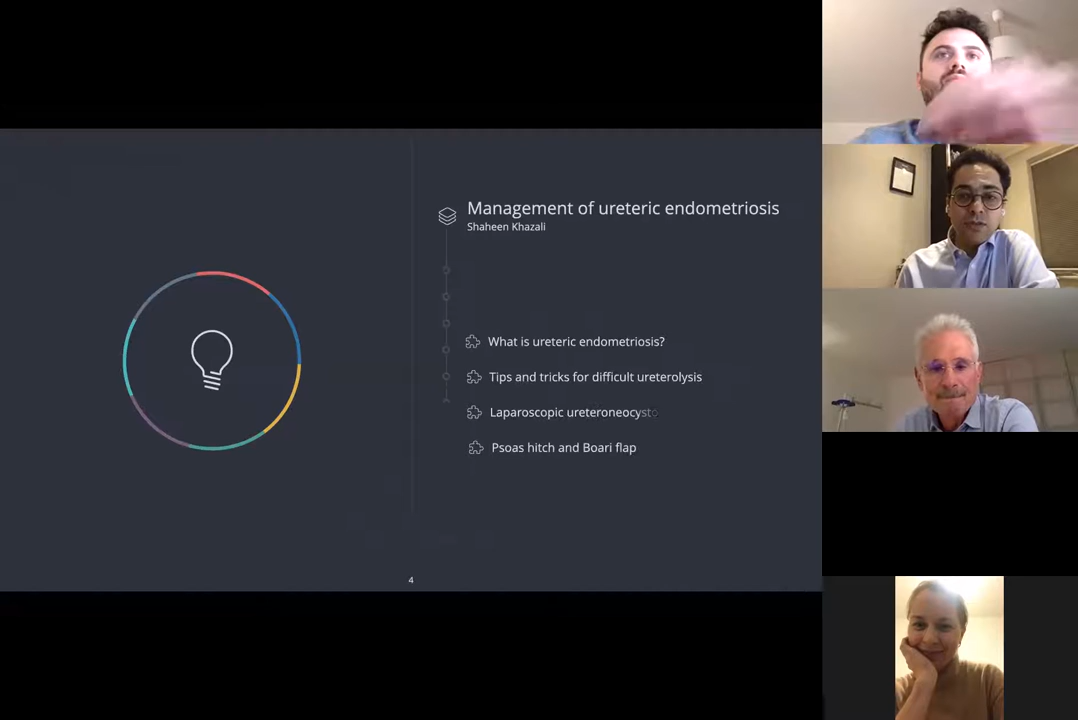 Management of ureteric endometriosis
Shaheen Khazali
What is ureteric endometriosis?
Tips and tricks for difficult ureterolysis
Laparoscopic ureteroneocysto
Psoas hitch and Boari flap
4